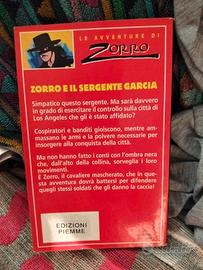 LE AVVENTURE DI
ZORRO
ZORRO E IL SERGENTE GARCIA
Simpatico questo sergente. Ma sarà davvero
in grado di esercitare il controllo sulla città di
Los Angeles che gli è stato affidato?
Cospiratori e banditi gioiscono, mentre am-
massano le armi e la polvere necessarie per
insorgere alla conquista della città.
Ma non hanno fatto i conti con l'ombra nera
che, dall'alto della collina, sorveglia i loro
movimenti.
È Zorro, il cavaliere mascherato, che in que-
sta avventura dovrà battersi per difendere
quegli stessi soldati che gli danno la caccia!
EDIZIONI
PIEMME